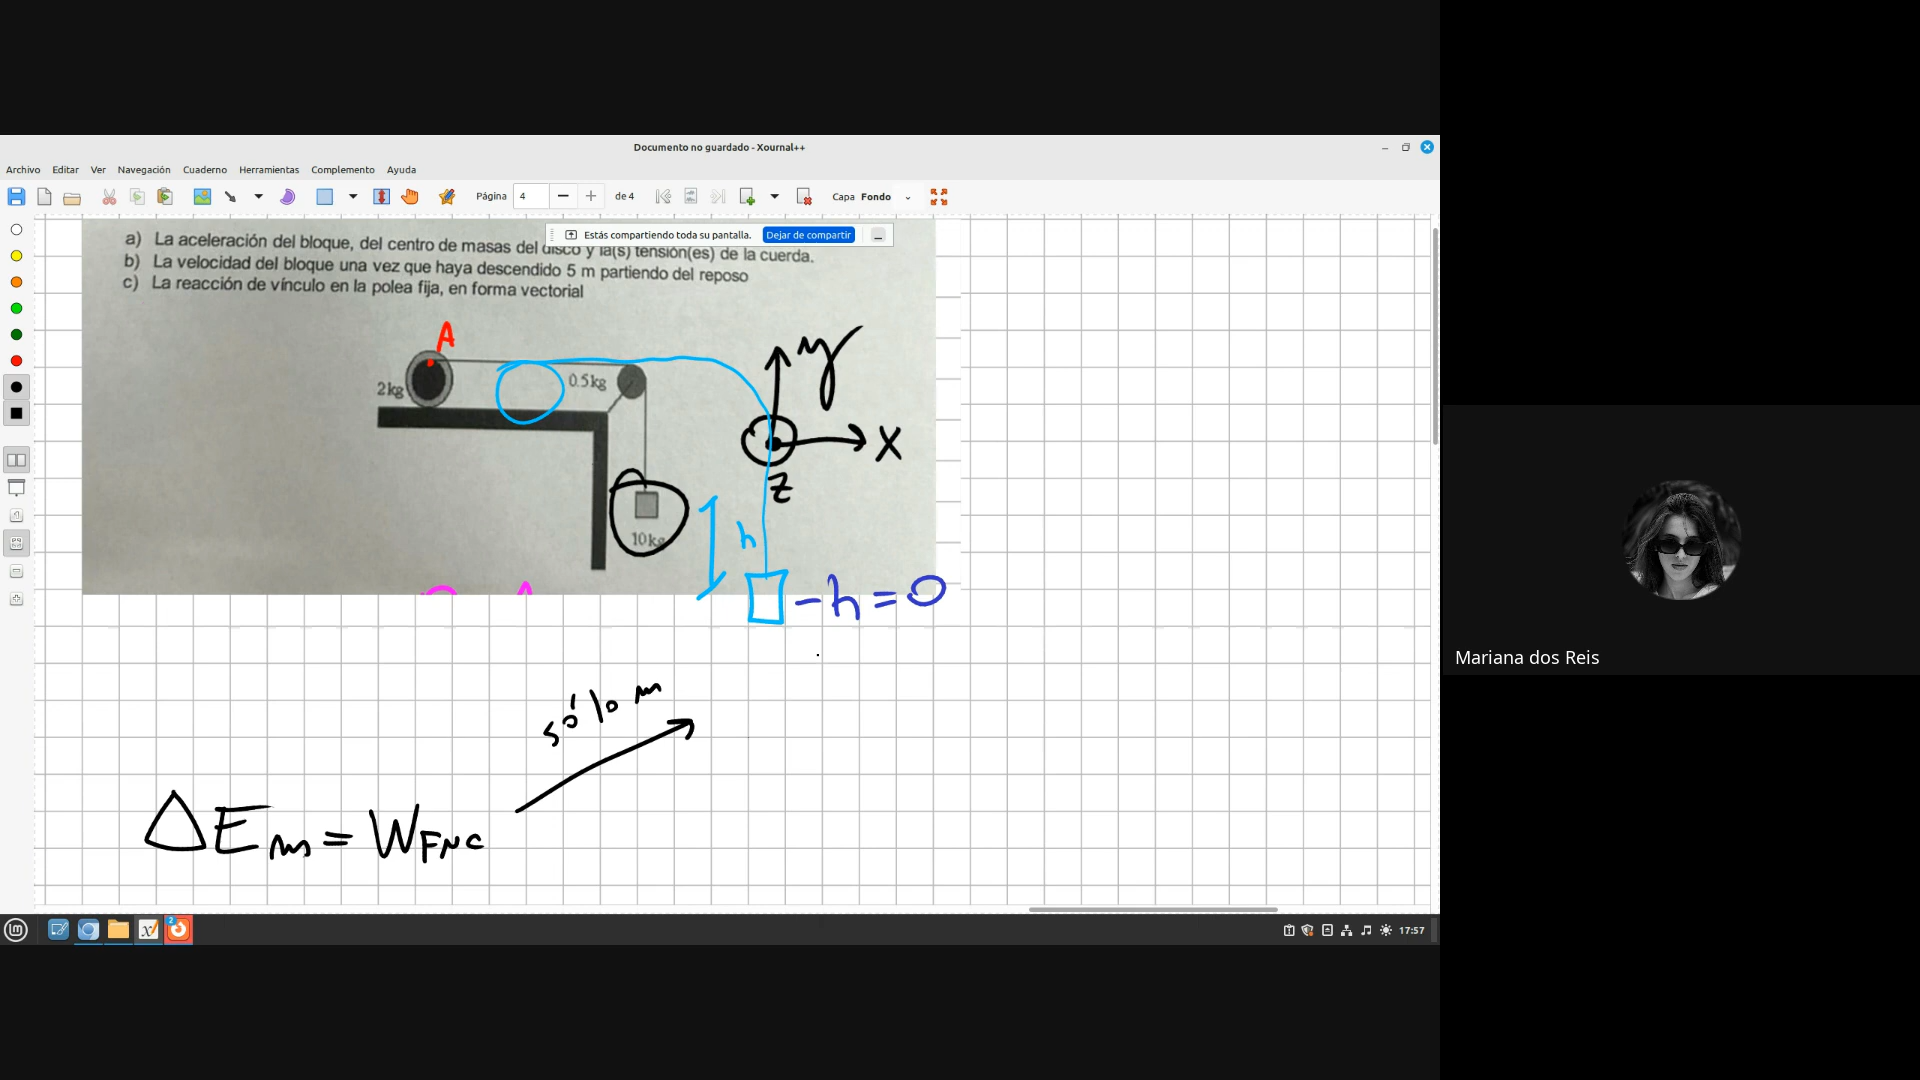 Documento no guardado - Xournal++
Archivo Editar Ver Navegación Cuaderno Herramientas Complemento Ayuda
Página 4 de 4 Capa Fondo
Estás compartiendo toda su pantalla. Dejar de compartir
a) La aceleración del bloque, del centro de masas del disco y la(s) tensión(es) de la cuerda.
b) La velocidad del bloque una vez que haya descendido 5 m partiendo del reposo
c) La reacción de vínculo en la polea fija, en forma vectorial
A
y
2kg
0.5kg
x
z
h
10kg
h=0
sólo m
ΔEm = WFNC
Mariana dos Reis
17:57